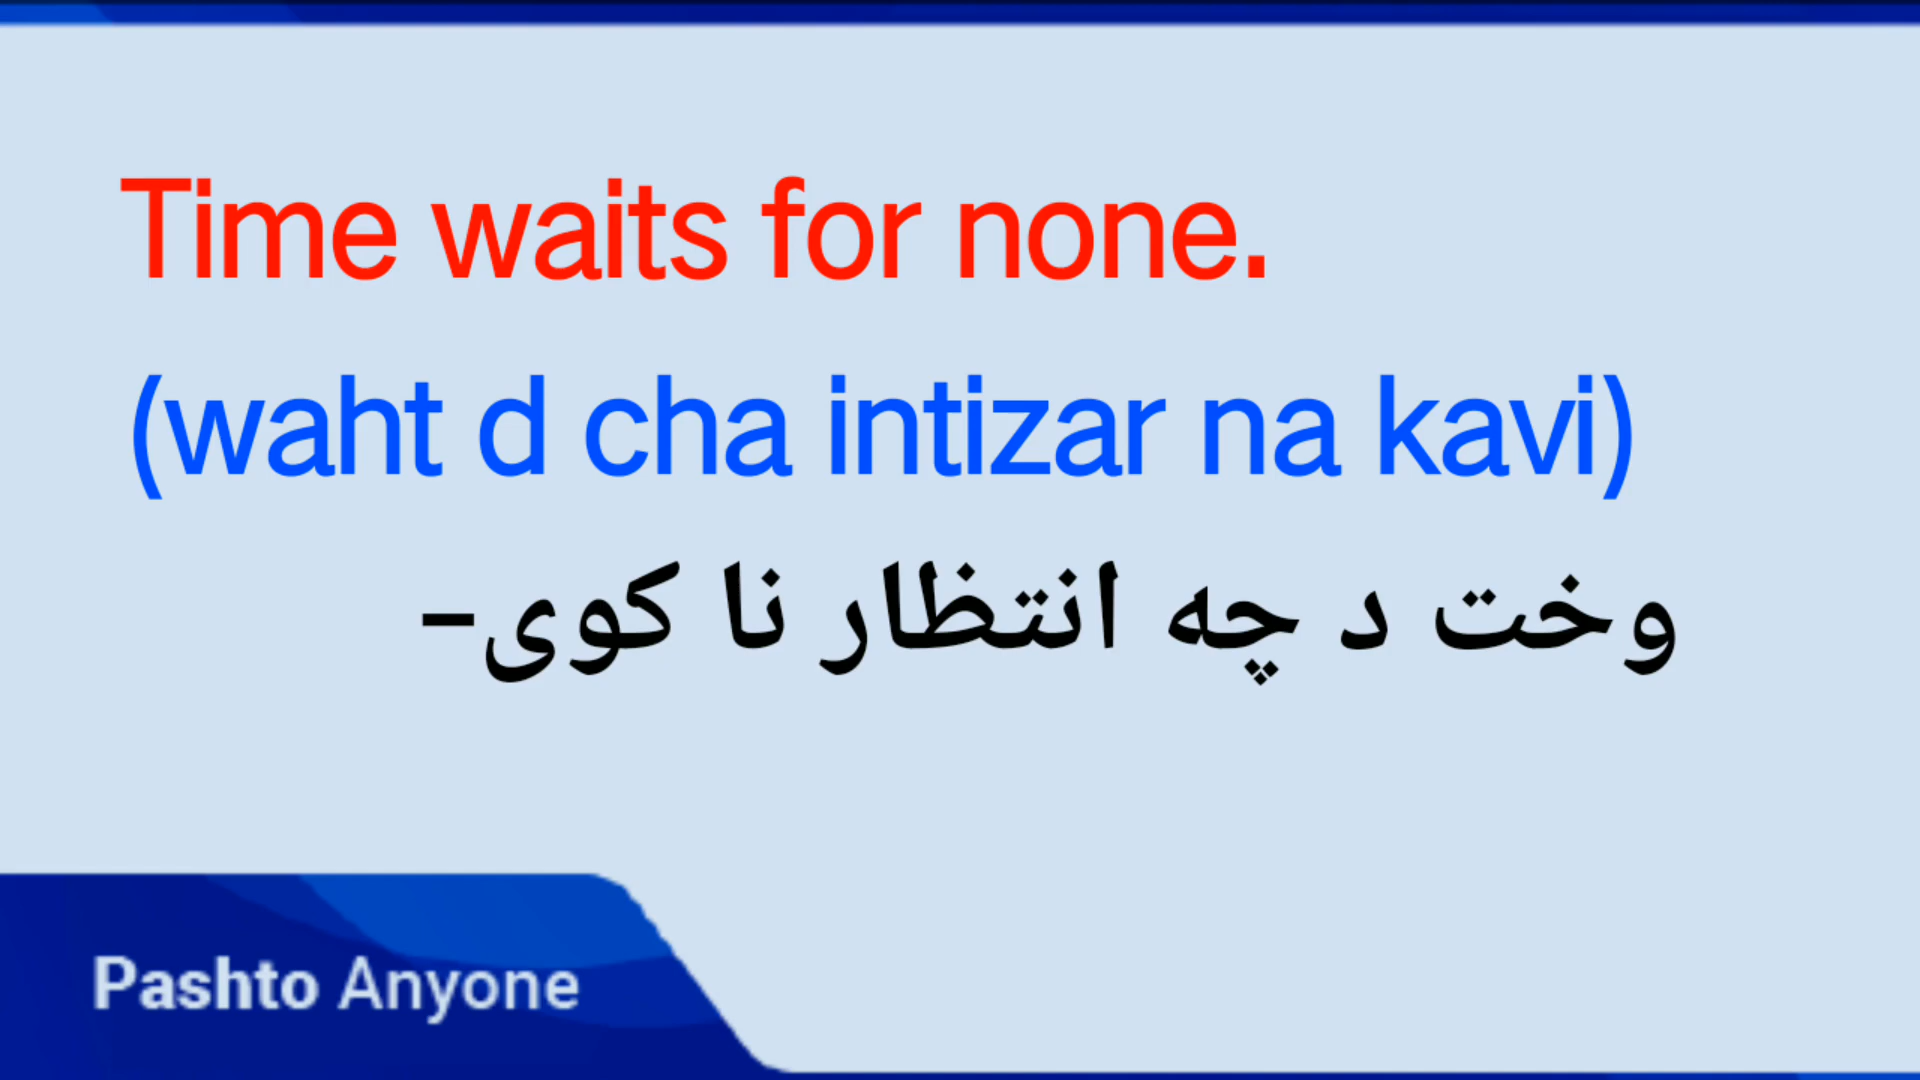 Time waits for none.
(waht d cha intizar na kavi)
وخت د چه انتظار نا کوی-
Pashto Anyone